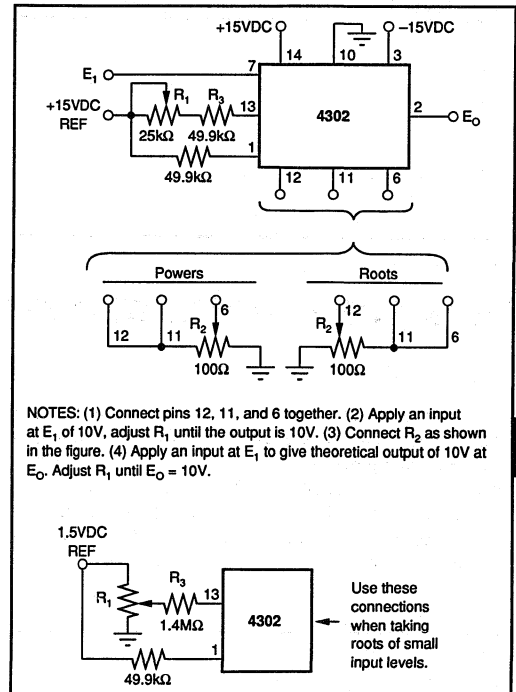 +15VDC
–15VDC
14
10
3
E1
7
+15VDC
REF
R1
R3
13
25kΩ
49.9kΩ
4302
2
EO
1
49.9kΩ
12
11
6
Powers
Roots
6
12
R2
R2
12
11
11
6
100Ω
100Ω
NOTES: (1) Connect pins 12, 11, and 6 together. (2) Apply an input
at E1 of 10V, adjust R1 until the output is 10V. (3) Connect R2 as shown
in the figure. (4) Apply an input at E1 to give theoretical output of 10V at
EO. Adjust R1 until EO = 10V.
1.5VDC
REF
R3
13
R1
1.4MΩ
4302
1
49.9kΩ
Use these
connections
when taking
roots of small
input levels.